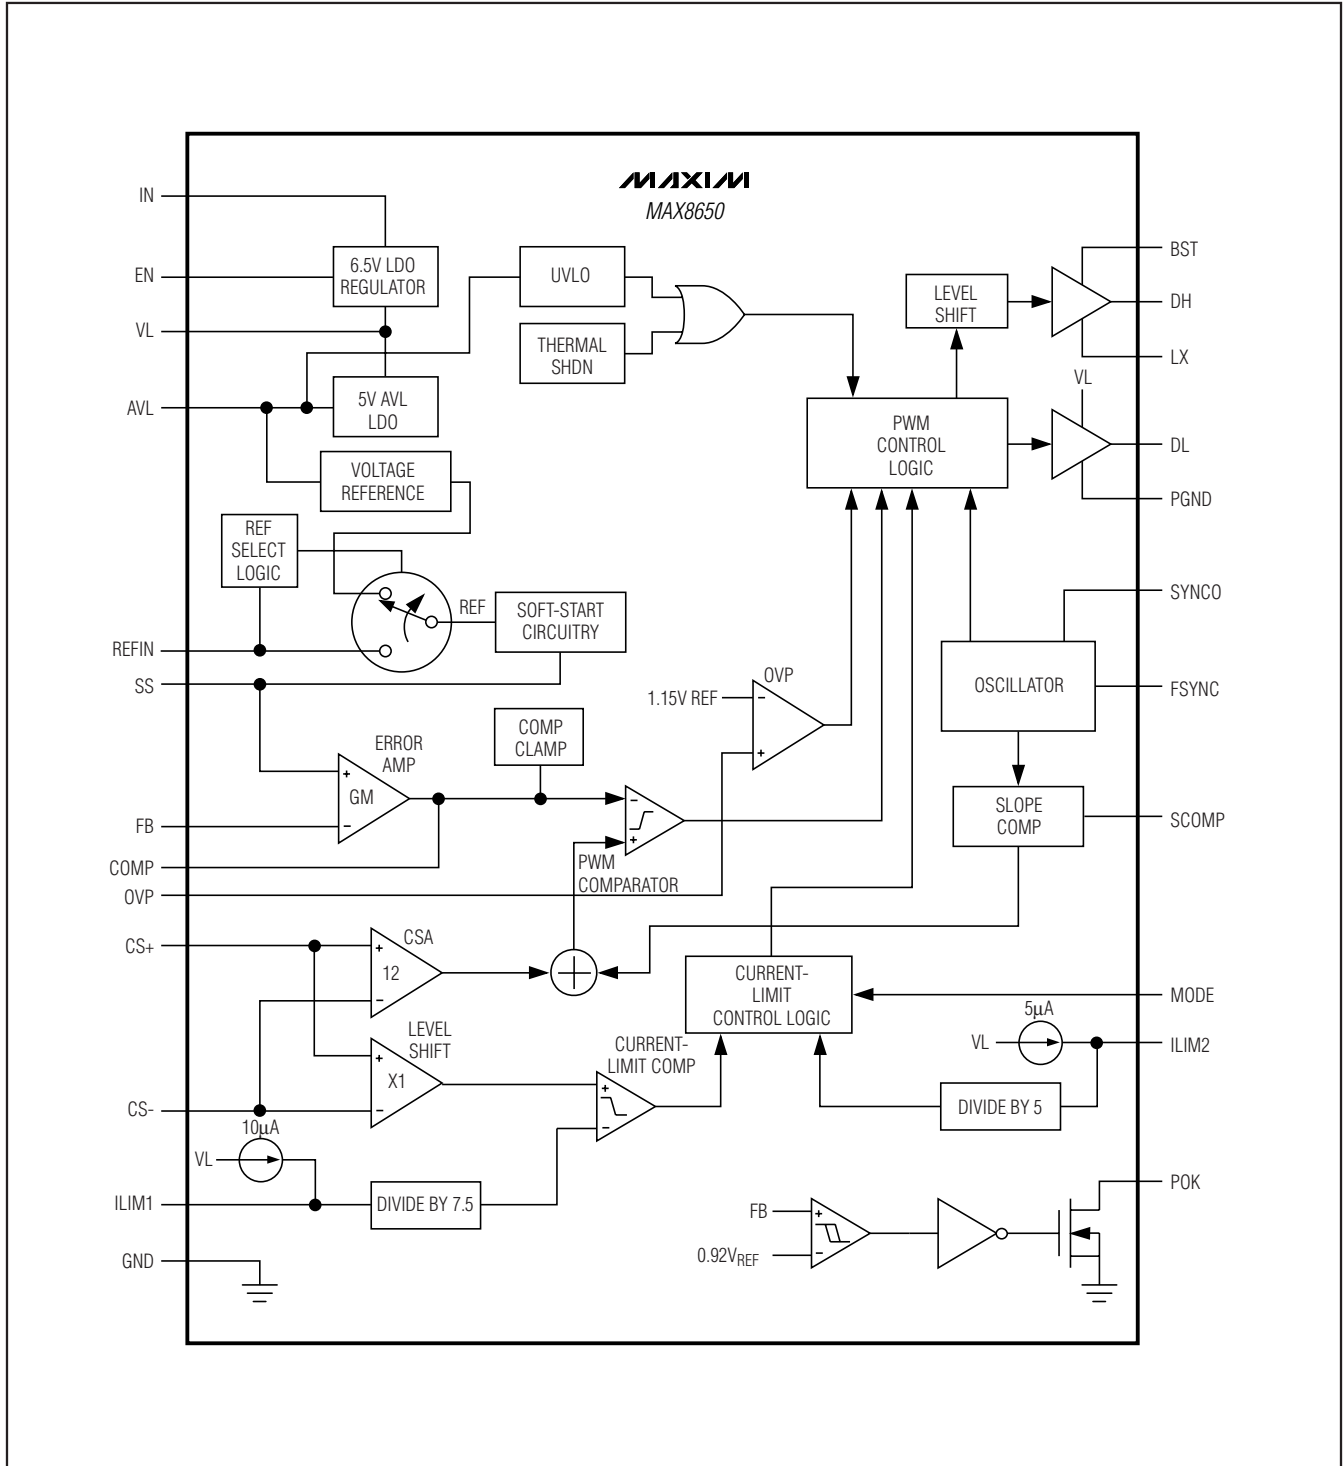 MAXIM
MAX8650
IN
EN
VL
AVL
REFIN
SS
FB
COMP
OVP
CS+
CS-
ILIM1
GND
6.5V LDO
REGULATOR
5V AVL
LDO
VOLTAGE
REFERENCE
REF
SELECT
LOGIC
REF
SOFT-START
CIRCUITRY
UVLO
THERMAL
SHDN
LEVEL
SHIFT
PWM
CONTROL
LOGIC
VL
BST
DH
LX
DL
PGND
SYNCO
FSYNC
SCOMP
MODE
ILIM2
POK
OSCILLATOR
SLOPE
COMP
1.15V REF
OVP
-
+
COMP
CLAMP
ERROR
AMP
+
GM
-
-
+
PWM
COMPARATOR
CSA
+
12
-
LEVEL
SHIFT
+
X1
-
CURRENT-
LIMIT COMP
+
-
CURRENT-
LIMIT
CONTROL LOGIC
5μA
VL
DIVIDE BY 5
10μA
VL
DIVIDE BY 7.5
FB
0.92VREF
+
-